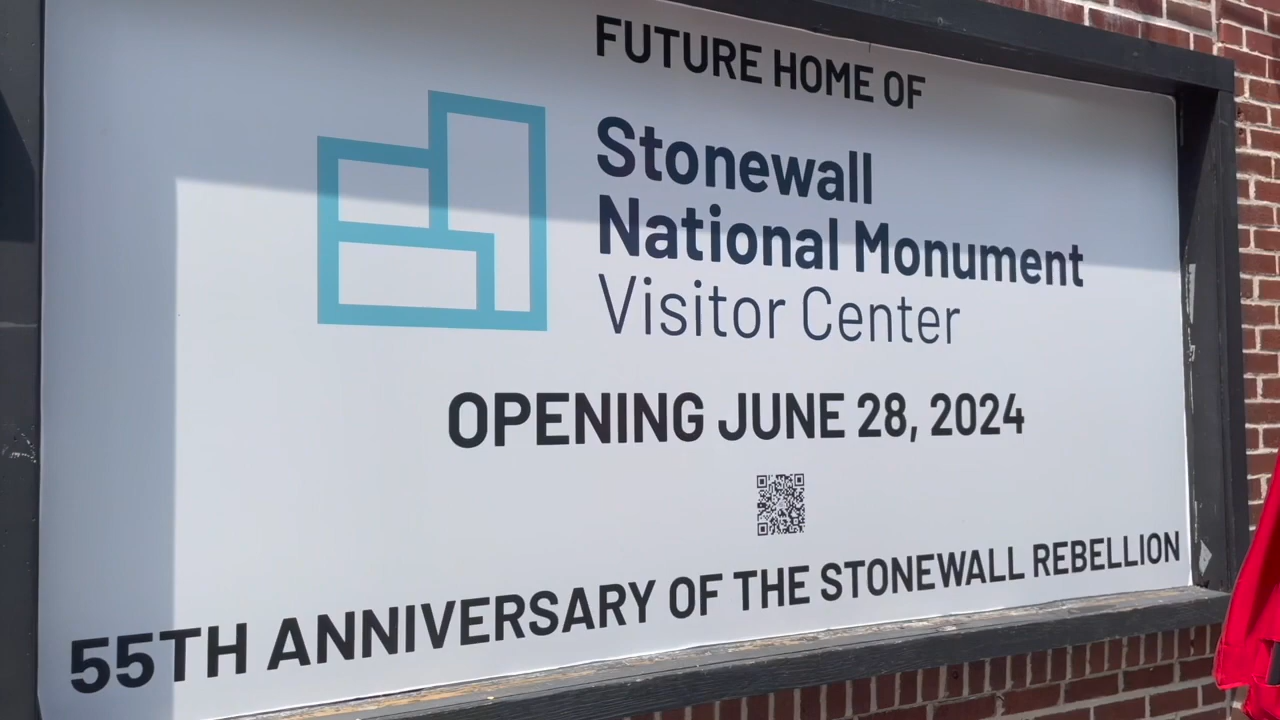 FUTURE HOME OF
Stonewall
National Monument
Visitor Center
OPENING JUNE 28, 2024
55TH ANNIVERSARY OF THE STONEWALL REBELLION